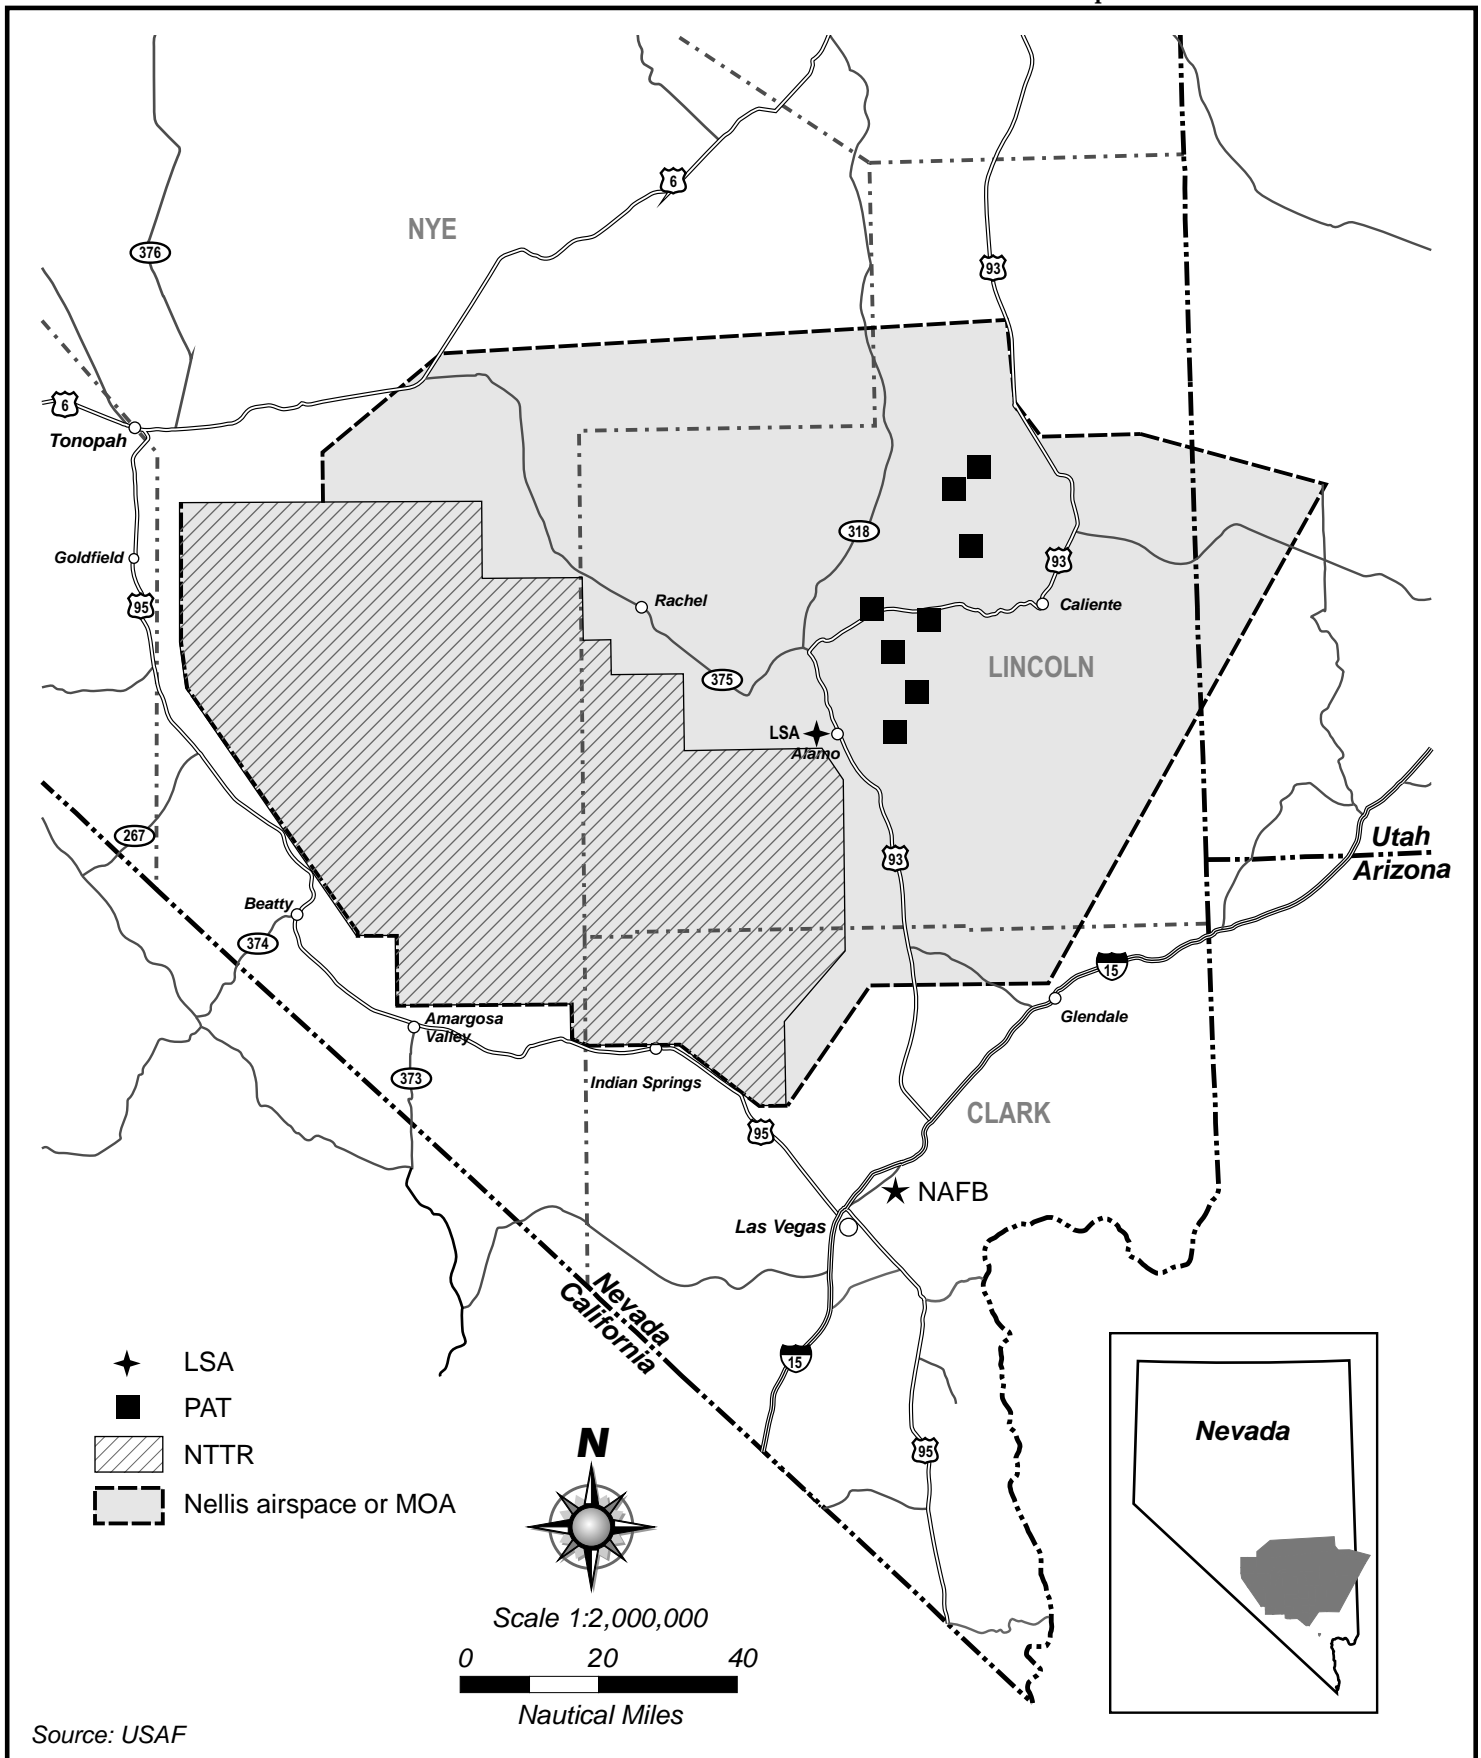 6
NYE
376
93
6
Tonopah
318
Goldfield
93
95
Rachel
Caliente
LINCOLN
375
LSA
Alamo
267
93
Utah
Arizona
Beatty
374
15
Amargosa
Valley
Glendale
373
Indian Springs
CLARK
95
NAFB
Las Vegas
Nevada
California
15
LSA
PAT
NTTR
Nellis airspace or MOA
N
95
Nevada
Scale 1:2,000,000
0 20 40
Nautical Miles
Source: USAF